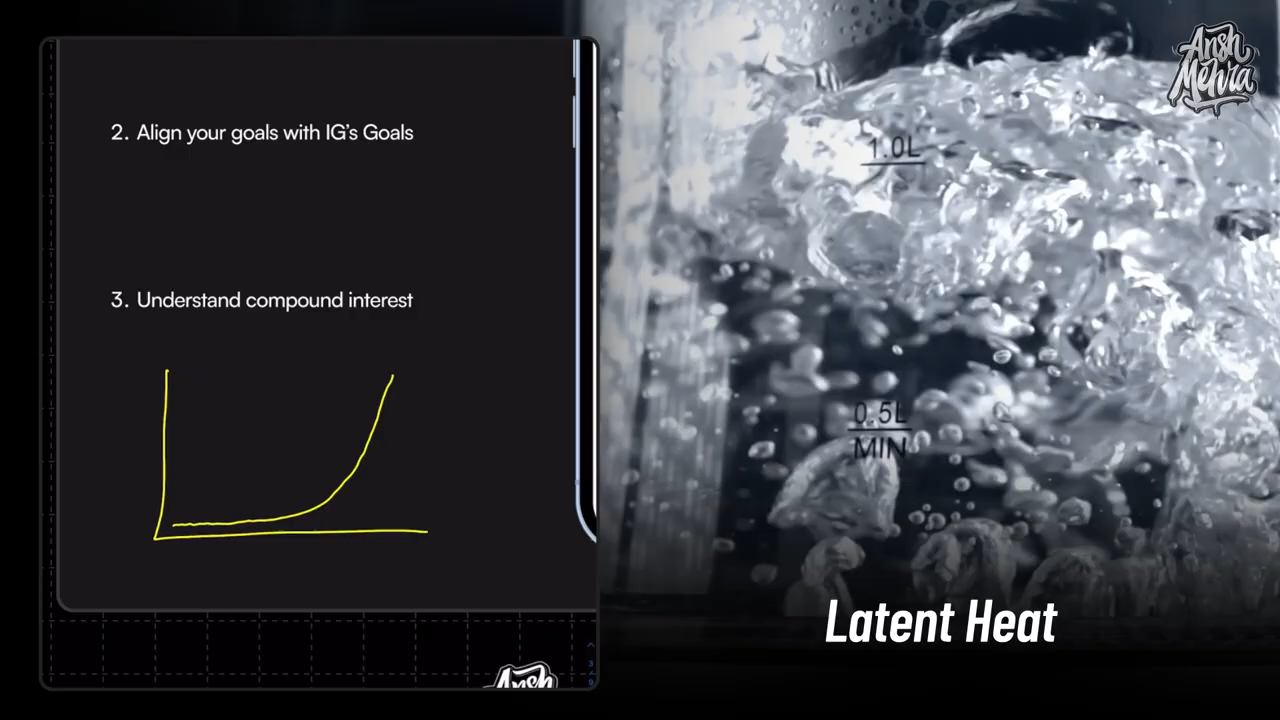 2. Align your goals with IG's Goals
3. Understand compound interest
Ansh
Ansh
Mehra
1.0L
0.5L
MIN
Latent Heat